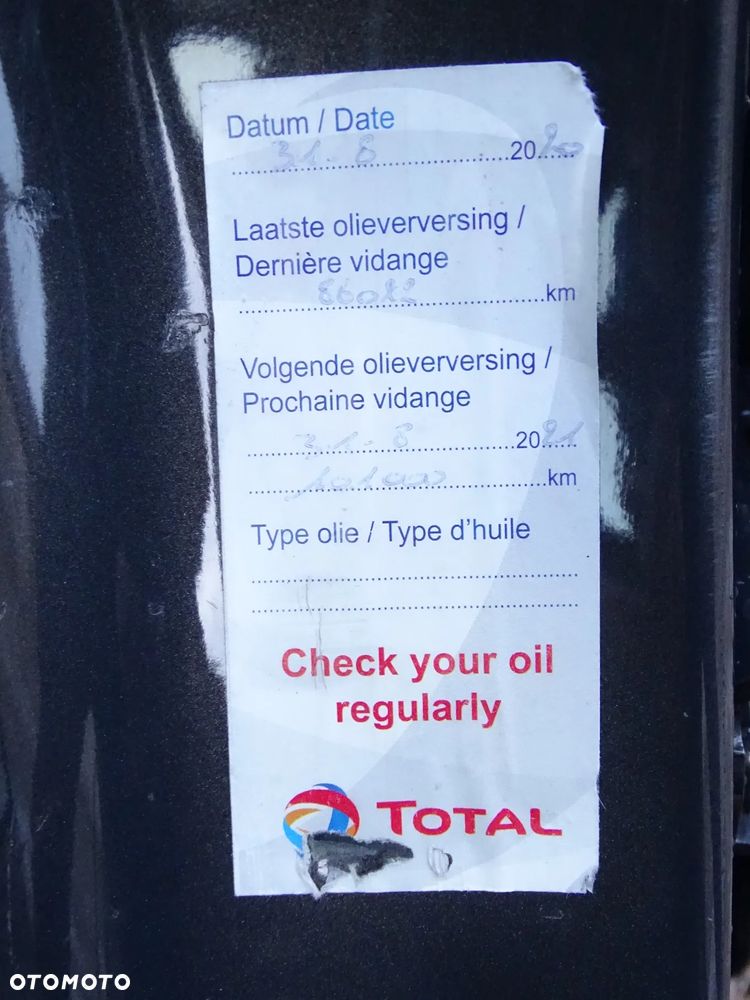 Datum / Date
31-8 2020
Laatste olieverversing /
Dernière vidange
km
Volgende olieverversing /
Prochaine vidange
31-8 2021
101000 km
Type olie / Type d'huile
Check your oil
regularly
TOTAL
OTOMOTO